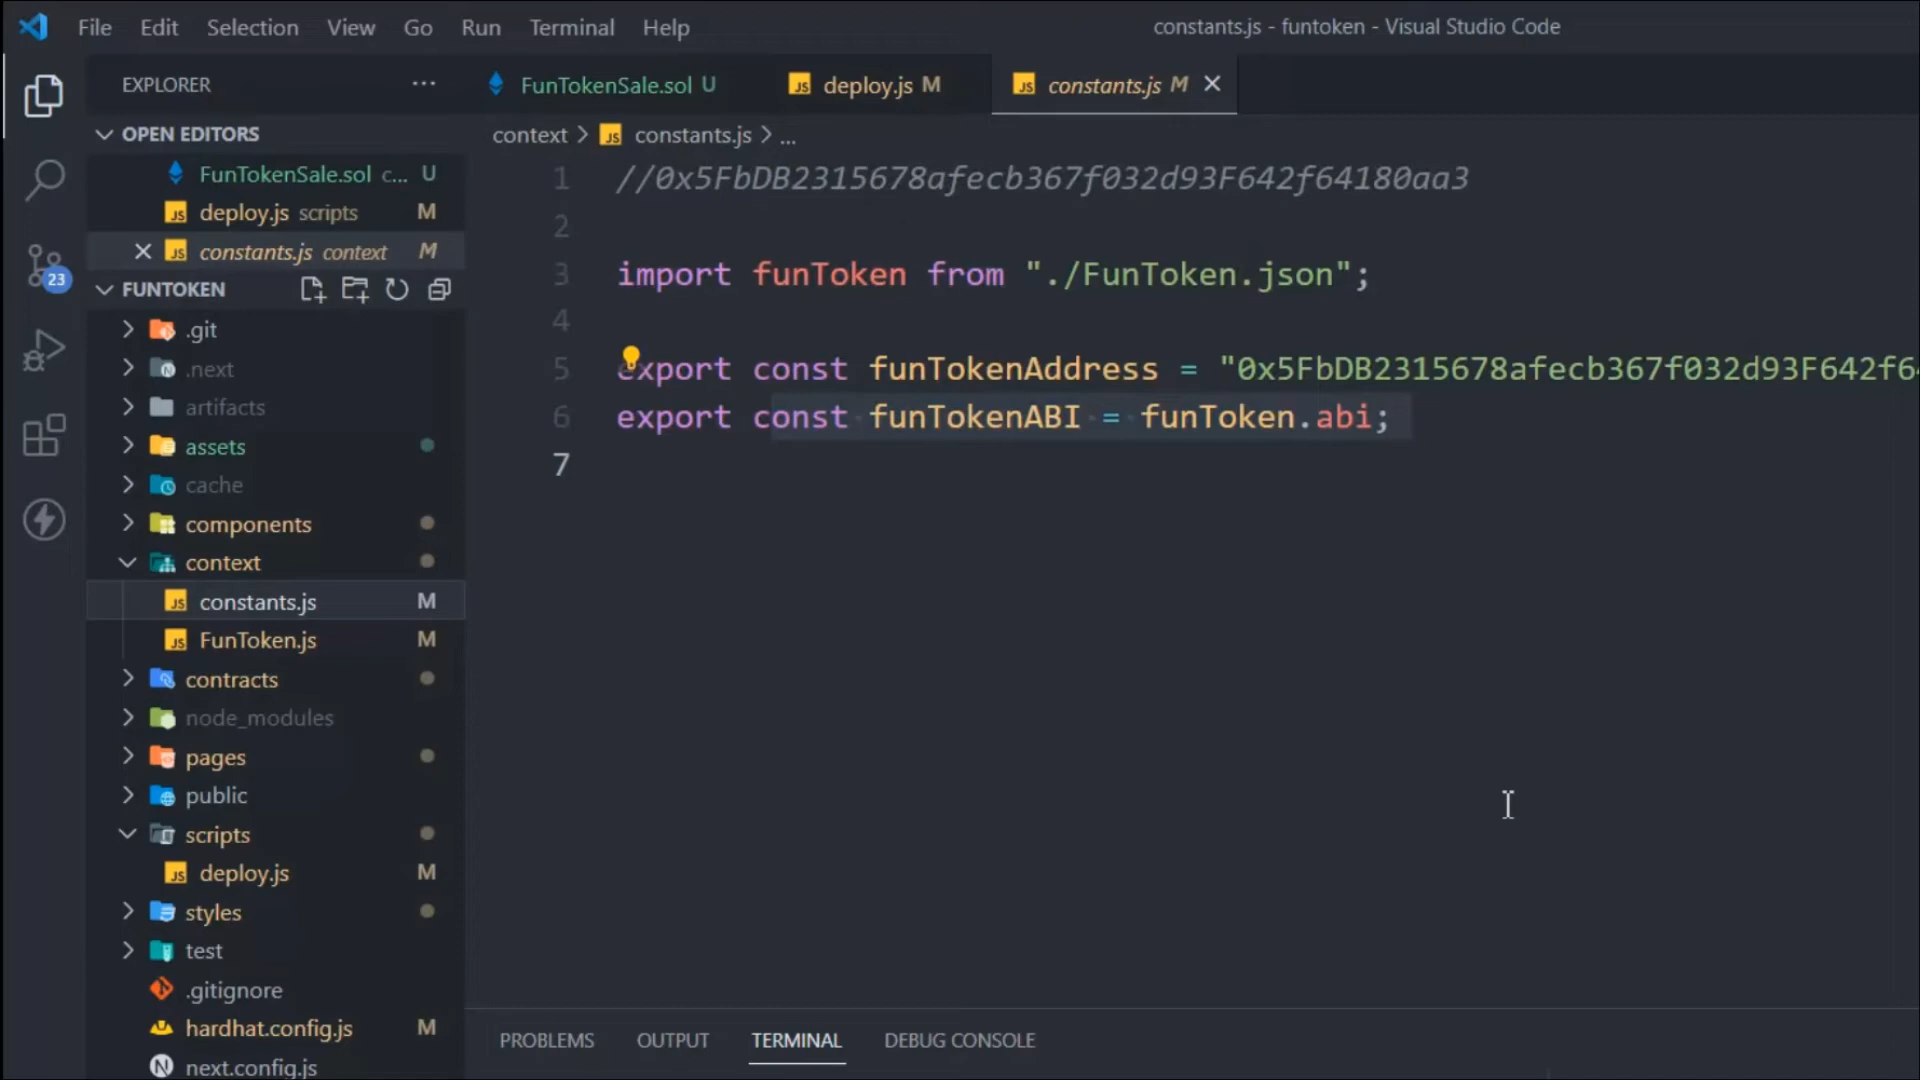 File Edit Selection View Go Run Terminal Help
constants.js - funtoken - Visual Studio Code
EXPLORER ...
FunTokenSale.sol U
deploy.js M
constants.js M
OPEN EDITORS
context > constants.js > ...
FunTokenSale.sol c... U
deploy.js scripts M
constants.js context M
FUNTOKEN
23
.git
.next
artifacts
assets
cache
components
context
constants.js M
FunToken.js M
contracts
node_modules
pages
public
scripts
deploy.js M
styles
test
.gitignore
hardhat.config.js M
next.config.js
1 //0x5FbDB2315678afecb367f032d93F642f64180aa3
2
3 import funToken from "./FunToken.json";
4
5 export const funTokenAddress = "0x5FbDB2315678afecb367f032d93F642f6
6 export const funTokenABI = funToken.abi;
7
PROBLEMS OUTPUT TERMINAL DEBUG CONSOLE